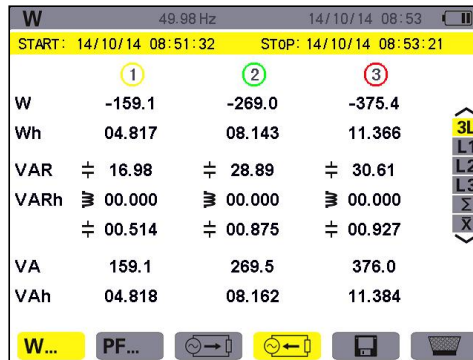 W 49.98 Hz 14/10/14 08:53
START: 14/10/14 08:51:32 SToP: 14/10/14 08:53:21
1 2 3
W -159.1 -269.0 -375.4
Wh 04.817 08.143 11.366
3L
L1
VAR 16.98 28.89 30.61
L2
L3
VARh 00.000 00.000 00.000
Σ
00.514 00.875 00.927
X̄
VA 159.1 269.5 376.0
VAh 04.818 08.162 11.384
W... PF...